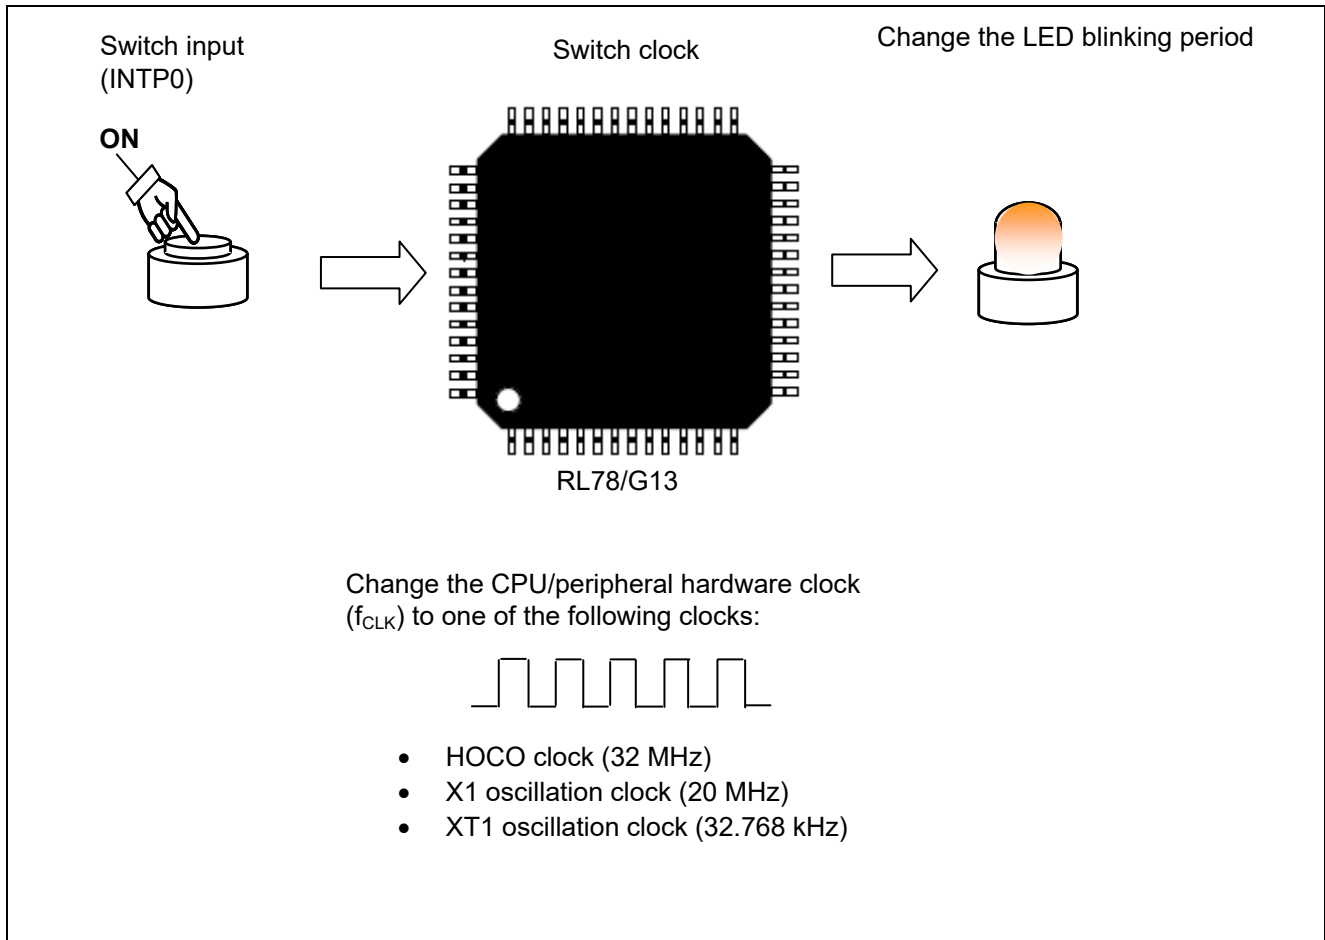 Switch input
(INTP0)
Switch clock
Change the LED blinking period
ON
RL78/G13
Change the CPU/peripheral hardware clock
(fCLK) to one of the following clocks:
• HOCO clock (32 MHz)
• X1 oscillation clock (20 MHz)
• XT1 oscillation clock (32.768 kHz)